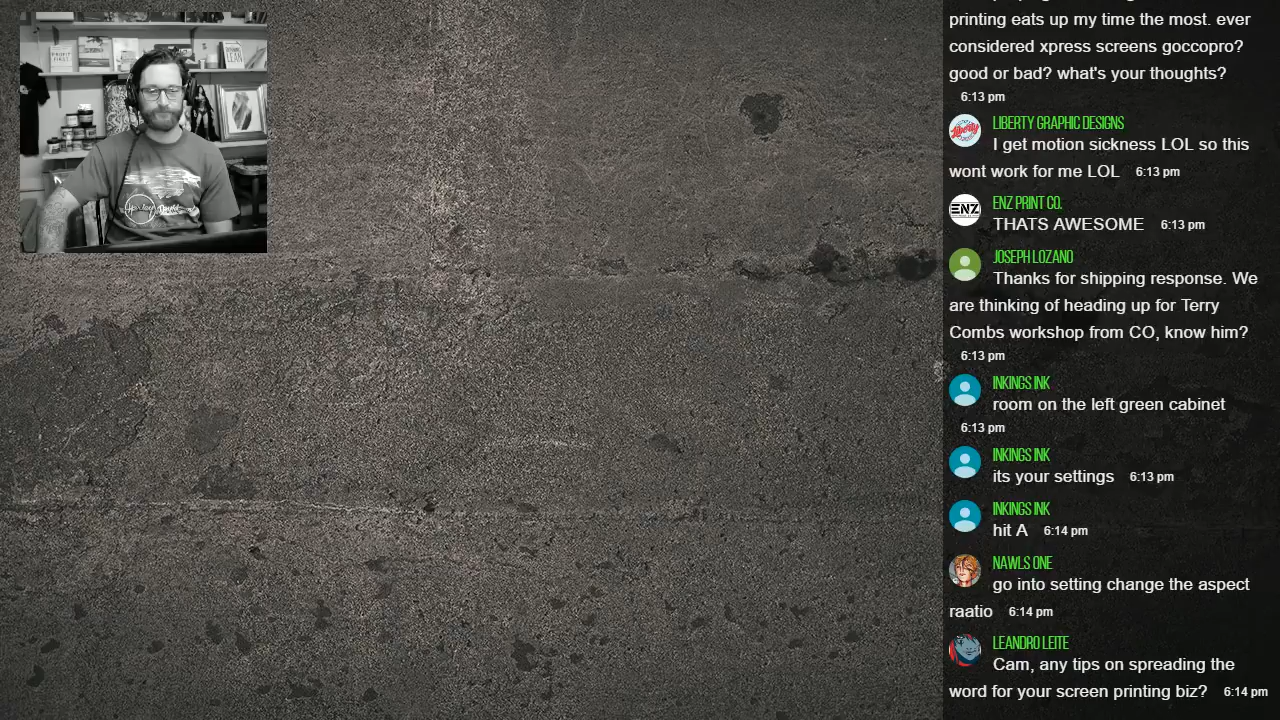 printing eats up my time the most. ever
considered xpress screens goccopro?
good or bad? what's your thoughts?
6:13 pm
LIBERTY GRAPHIC DESIGNS
I get motion sickness LOL so this
wont work for me LOL 6:13 pm
ENZ PRINT CO.
THATS AWESOME 6:13 pm
ENZ
JOSEPH LOZANO
Thanks for shipping response. We
are thinking of heading up for Terry
Combs workshop from CO, know him?
6:13 pm
INKINGS INK
room on the left green cabinet
6:13 pm
INKINGS INK
its your settings 6:13 pm
INKINGS INK
hit A 6:14 pm
NAWLS ONE
go into setting change the aspect
raatio 6:14 pm
LEANDRO LEITE
Cam, any tips on spreading the
word for your screen printing biz? 6:14 pm